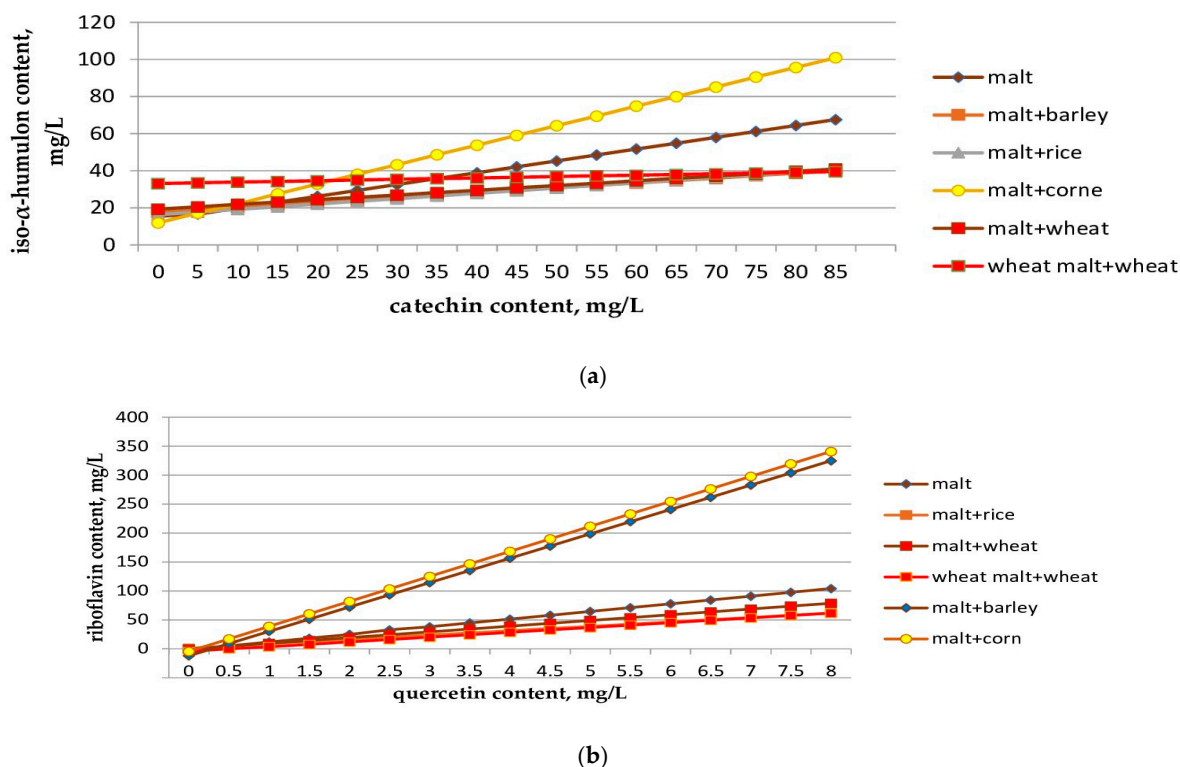 iso-α-humulon content,
mg/L
120
100
80
60
40
20
0
0 5 10 15 20 25 30 35 40 45 50 55 60 65 70 75 80 85
catechin content, mg/L
malt
malt+barley
malt+rice
malt+corne
malt+wheat
wheat malt+wheat
(a)
riboflavin content, mg/L
400
350
300
250
200
150
100
50
0
0 0.5 1 1.5 2 2.5 3 3.5 4 4.5 5 5.5 6 6.5 7 7.5 8
quercetin content, mg/L
malt
malt+rice
malt+wheat
wheat malt+wheat
malt+barley
malt+corn
(b)